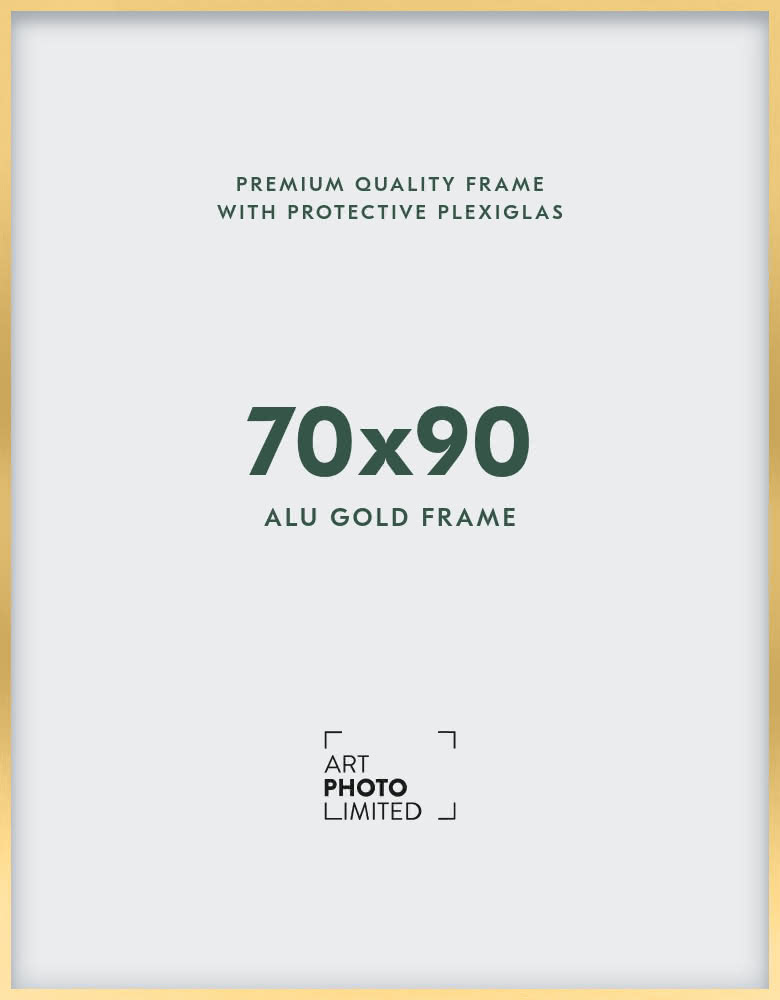 PREMIUM QUALITY FRAME
WITH PROTECTIVE PLEXIGLAS
70x90
ALU GOLD FRAME
ART
PHOTO
LIMITED